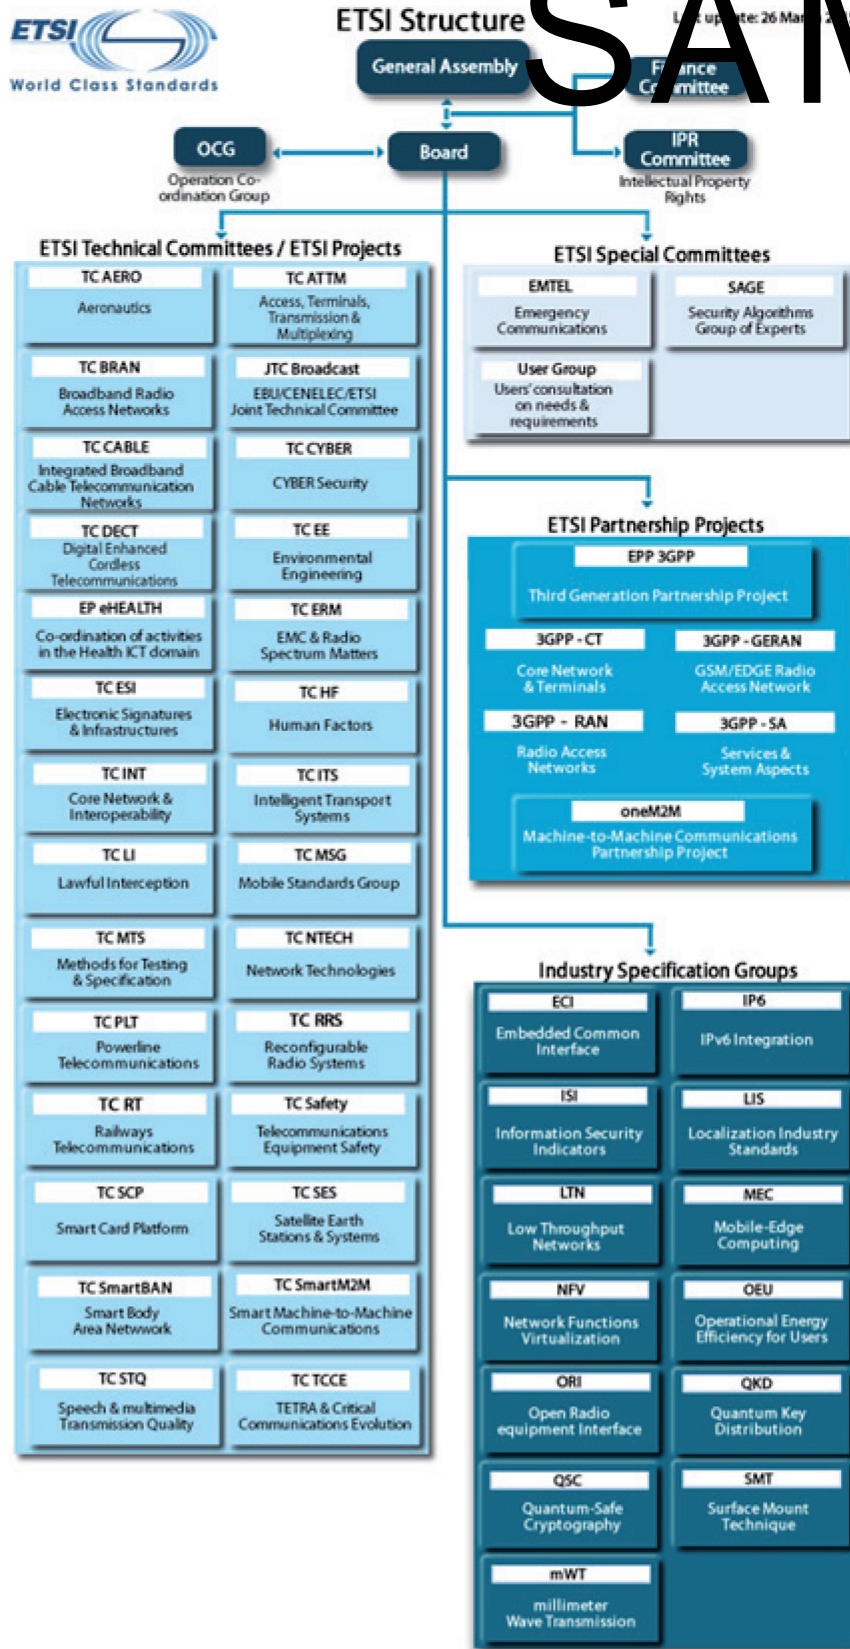 ETSI
World Class Standards
ETSI Structure
General Assembly
Finance
Committee
SAM
OCG
Operation Co-
ordination Group
Board
IPR
Committee
Intellectual Property
Rights
ETSI Technical Committees / ETSI Projects
TC AERO
Aeronautics
TC ATTM
Access, Terminals,
Transmission &
Multiplexing
TC BRAN
Broadband Radio
Access Networks
JTC Broadcast
EBU/CENELEC/ETSI
Joint Technical Committee
TC CABLE
Integrated Broadband
Cable Telecommunication
Networks
TC CYBER
CYBER Security
TC DECT
Digital Enhanced
Cordless
Telecommunications
TC EE
Environmental
Engineering
EP eHEALTH
Co-ordination of activities
in the Health ICT domain
TC ERM
EMC & Radio
Spectrum Matters
TC ESI
Electronic Signatures
& Infrastructures
TC HF
Human Factors
TC INT
Core Network &
Interoperability
TC ITS
Intelligent Transport
Systems
TC LI
Lawful Interception
TC MSG
Mobile Standards Group
TC MTS
Methods for Testing
& Specification
TC NTECH
Network Technologies
TC PLT
Powerline
Telecommunications
TC RRS
Reconfigurable
Radio Systems
TC RT
Railways
Telecommunications
TC Safety
Telecommunications
Equipment Safety
TC SCP
Smart Card Platform
TC SES
Satellite Earth
Stations & Systems
TC SmartBAN
Smart Body
Area Netwwork
TC SmartM2M
Smart Machine-to-Machine
Communications
TC STQ
Speech & multimedia
Transmission Quality
TC TCCE
TETRA & Critical
Communications Evolution
ETSI Special Committees
EMTEL
Emergency
Communications
SAGE
Security Algorithms
Group of Experts
User Group
Users' consultation
on needs &
requirements
ETSI Partnership Projects
EPP 3GPP
Third Generation Partnership Project
3GPP - CT
Core Network
& Terminals
3GPP - GERAN
GSM/EDGE Radio
Access Network
3GPP - RAN
Radio Access
Networks
3GPP - SA
Services &
System Aspects
oneM2M
Machine-to-Machine Communications
Partnership Project
Industry Specification Groups
ECI
Embedded Common
Interface
IP6
IPv6 Integration
ISI
Information Security
Indicators
LIS
Localization Industry
Standards
LTN
Low Throughput
Networks
MEC
Mobile-Edge
Computing
NFV
Network Functions
Virtualization
OEU
Operational Energy
Efficiency for Users
ORI
Open Radio
equipment Interface
QKD
Quantum Key
Distribution
QSC
Quantum-Safe
Cryptography
SMT
Surface Mount
Technique
mWT
millimeter
Wave Transmission